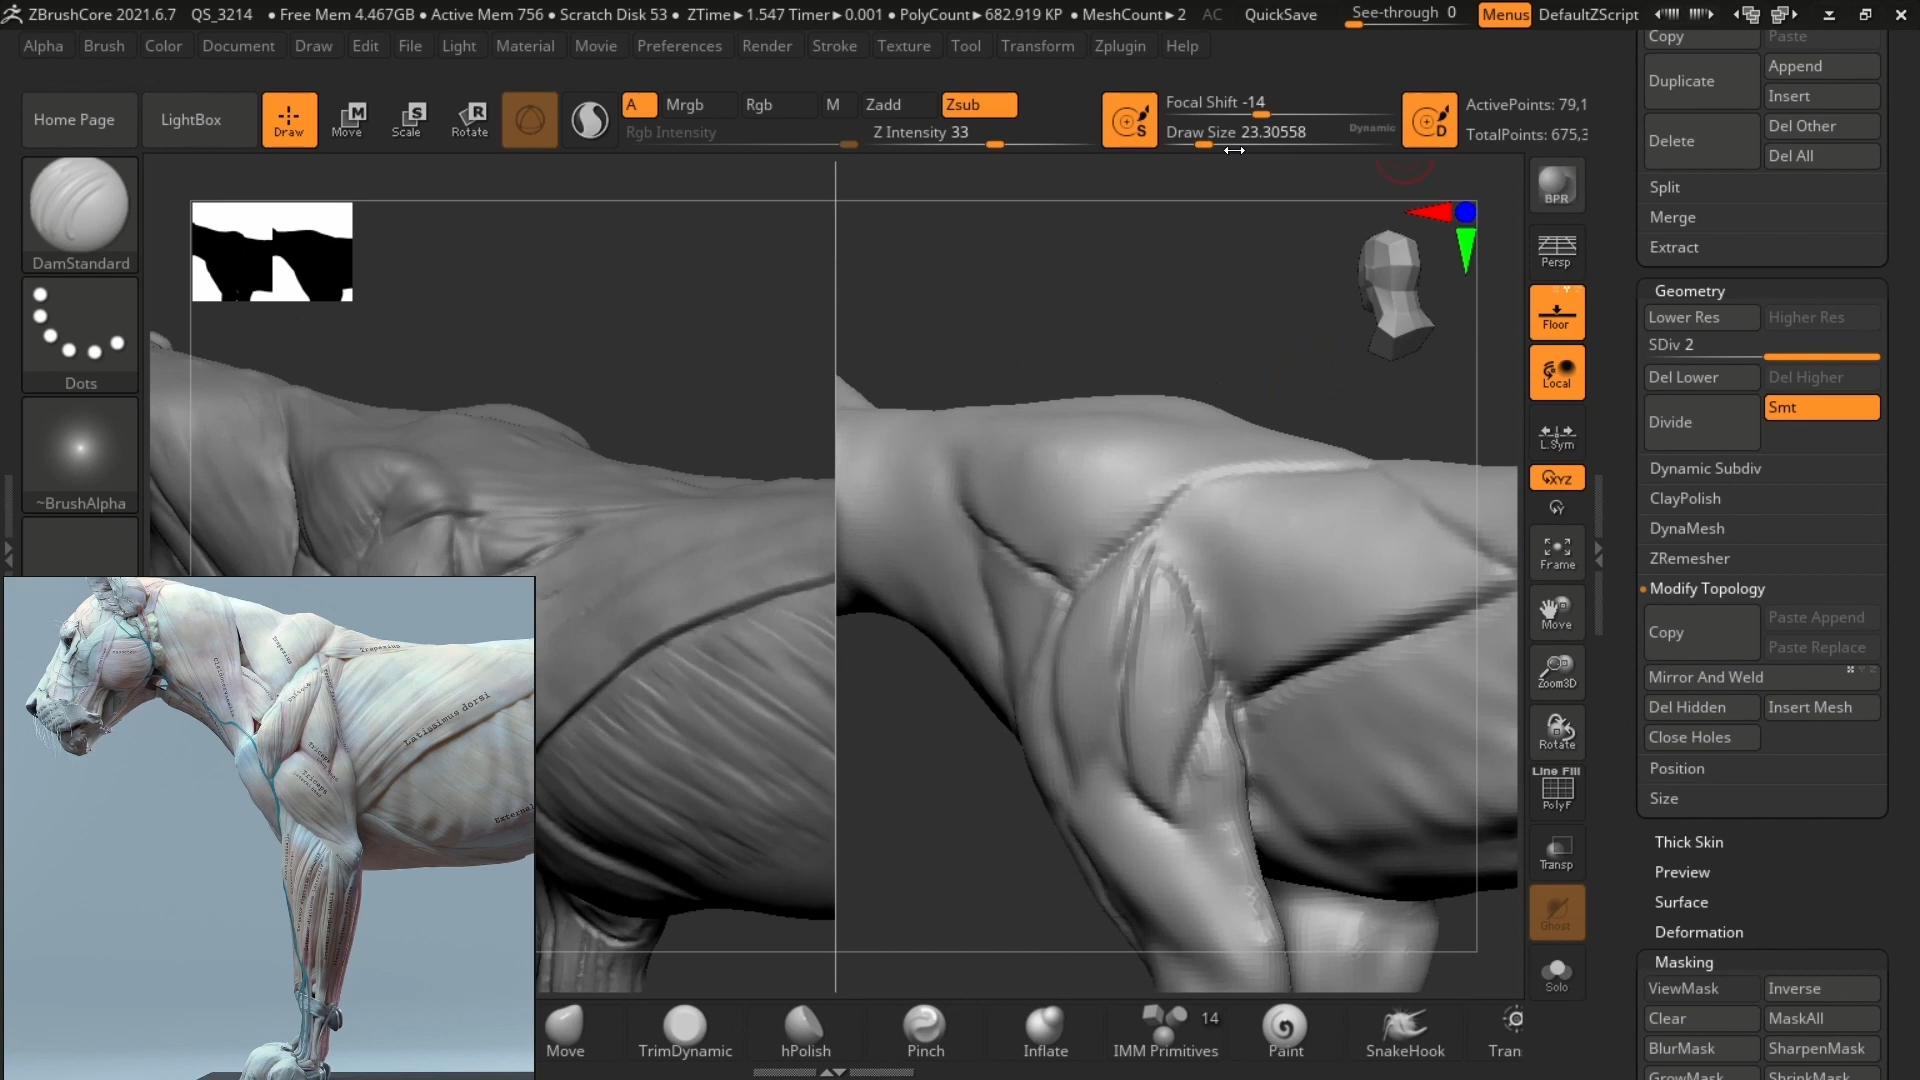 ZBrushCore 2021.6.7 QS_3214 ● Free Mem 4.467GB ● Active Mem 756 ● Scratch Disk 53 ● ZTime►1.547 Timer►0.001 ● PolyCount►682.919 KP ● MeshCount►2 AC QuickSave See-through 0 Menus DefaultZScript
Alpha Brush Color Document Draw Edit File Light Material Movie Preferences Render Stroke Texture Tool Transform Zplugin Help
Home Page LightBox Draw Move Scale Rotate
M S R
A Mrgb Rgb M Zadd Zsub
Rgb Intensity Z Intensity 33
S
Focal Shift -14
Draw Size 23.30558 Dynamic
D
ActivePoints: 79,1
TotalPoints: 675,3
DamStandard
Dots
~BrushAlpha
BPR
Persp
Floor
Local
L.Sym
XYZ
Y
Frame
Move
Zoom3D
Rotate
Line Fill
PolyF
Transp
Ghost
Solo
Copy Paste
Duplicate Append
Insert
Delete Del Other
Del All
Split
Merge
Extract
Geometry
Lower Res Higher Res
SDiv 2
Del Lower Del Higher
Divide Smt
Dynamic Subdiv
ClayPolish
DynaMesh
ZRemesher
Modify Topology
Copy Paste Append
Paste Replace
Mirror And Weld
Del Hidden Insert Mesh
Close Holes
Position
Size
Thick Skin
Preview
Surface
Deformation
Masking
ViewMask Inverse
Clear MaskAll
BlurMask SharpenMask
GrowMask ShrinkMask
Trapezius
Trapezius
Latissimus dorsi
Triceps
Triceps
External
Move TrimDynamic hPolish Pinch Inflate IMM Primitives 14 Paint SnakeHook Tran